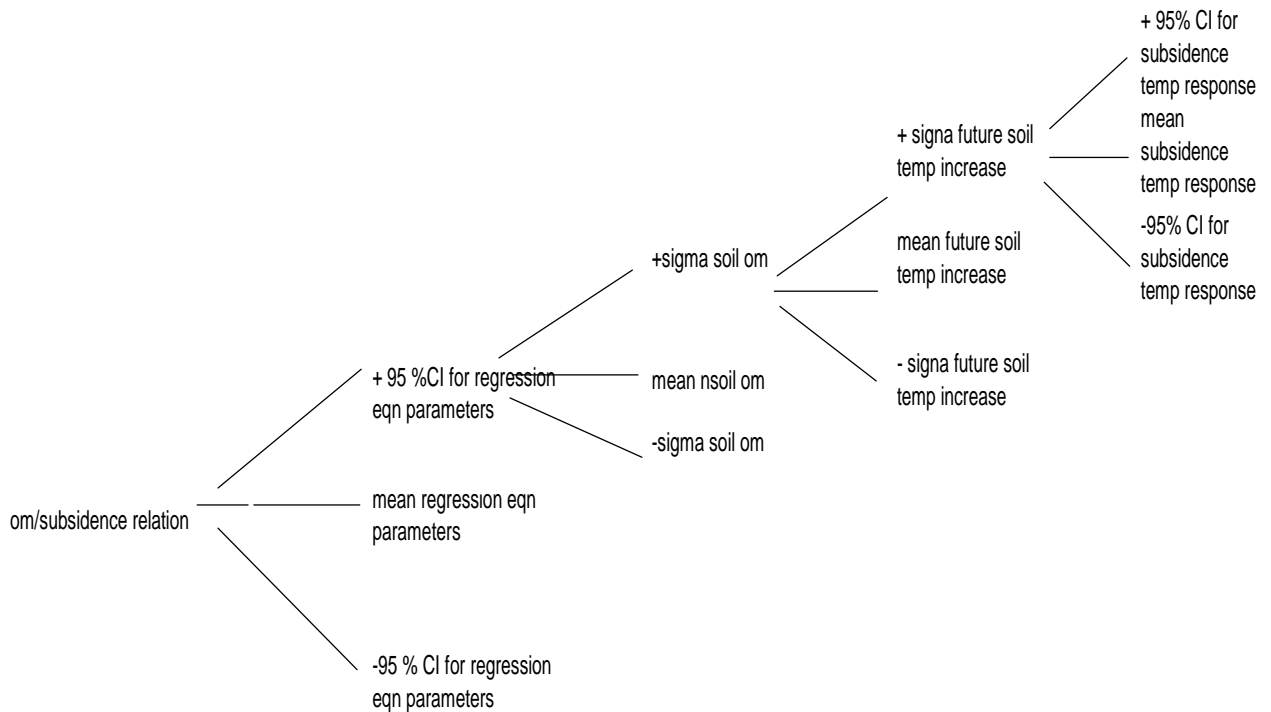 om/subsidence relation
+ 95 %CI for regression
eqn parameters
mean regression eqn
parameters
-95 % CI for regression
eqn parameters
+sigma soil om
mean nsoil om
-sigma soil om
+ signa future soil
temp increase
mean future soil
temp increase
- signa future soil
temp increase
+ 95% CI for
subsidence
temp response
mean
subsidence
temp response
-95% CI for
subsidence
temp response